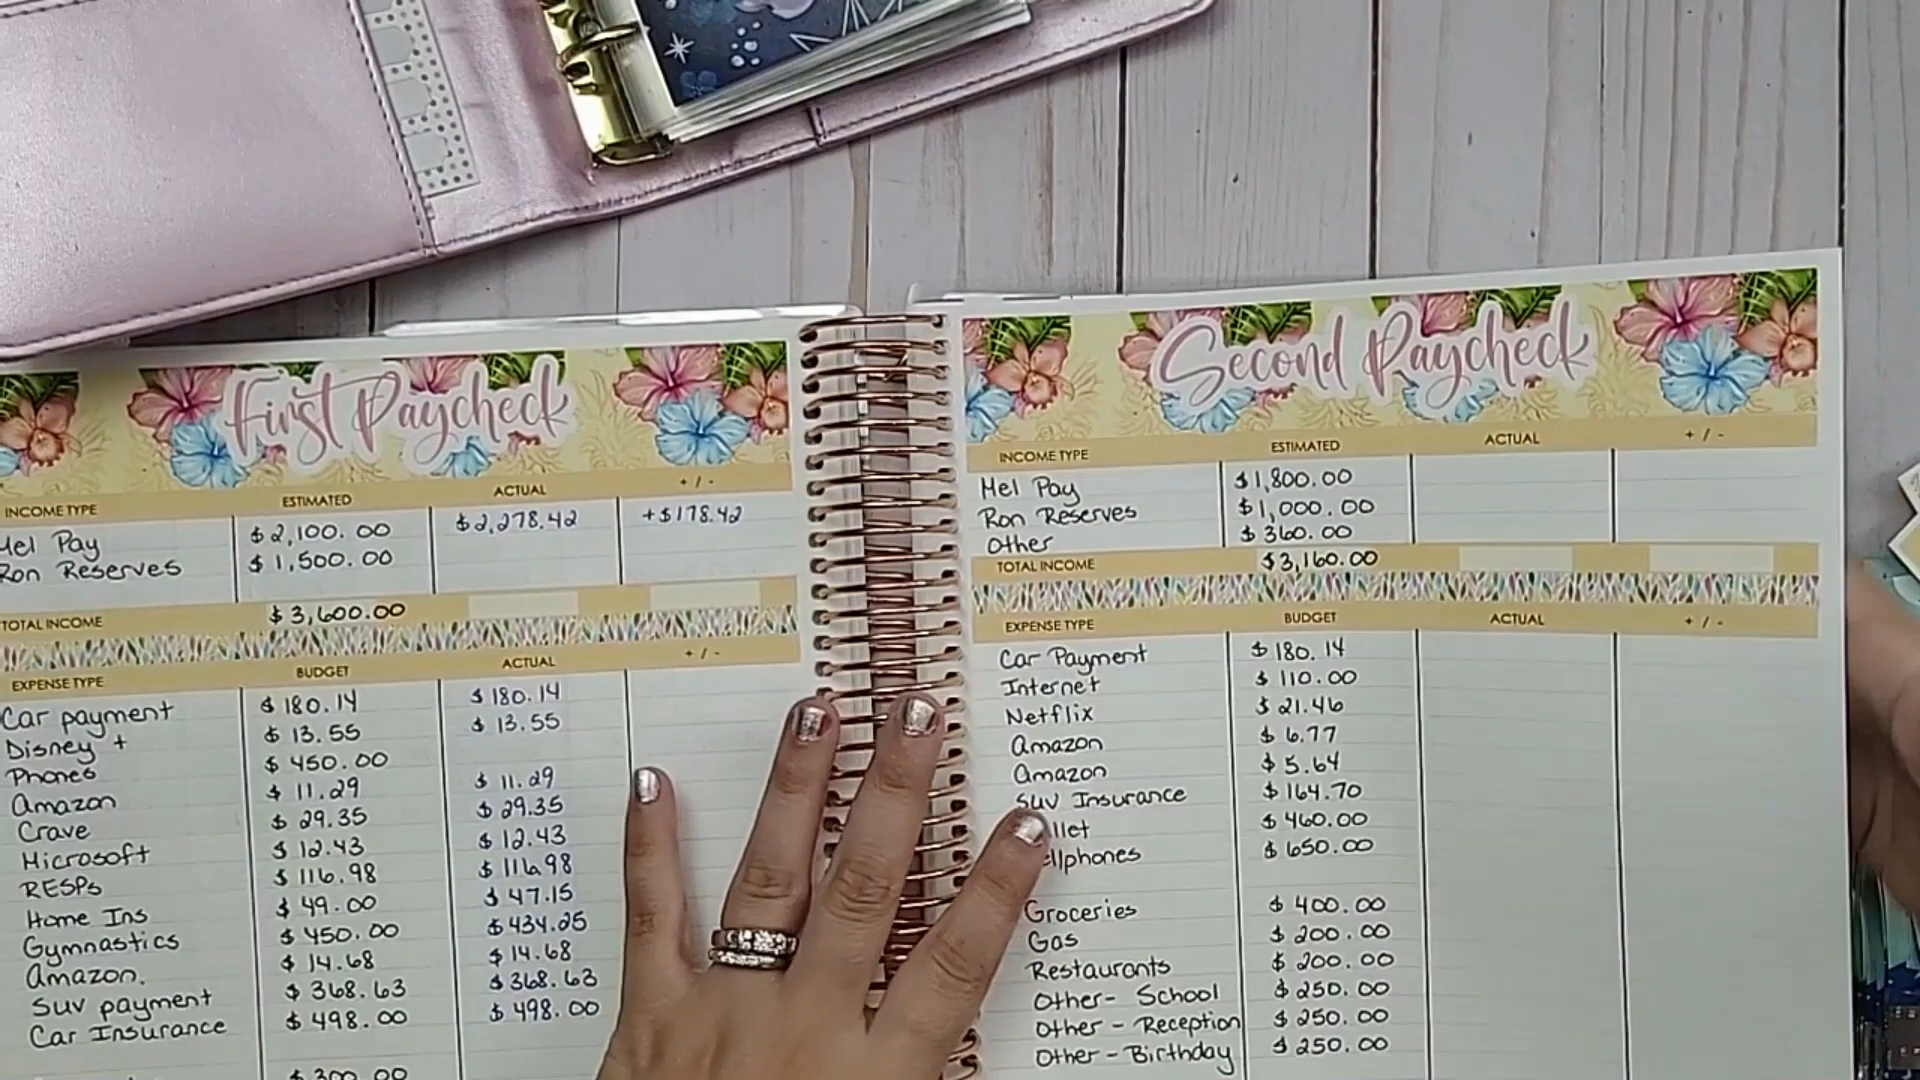 First Paycheck
INCOME TYPE ESTIMATED ACTUAL + / -
Mel Pay $2,100.00 $2,278.42 +$178.42
Ron Reserves $1,500.00
TOTAL INCOME $3,600.00
EXPENSE TYPE BUDGET ACTUAL + / -
Car payment $180.14 $180.14
Disney + $13.55 $13.55
Phones $450.00
Amazon $11.29 $11.29
Crave $29.35 $29.35
Microsoft $12.43 $12.43
RESPs $116.98 $116.98
Home Ins $49.00 $47.15
Gymnastics $450.00 $434.25
Amazon. $14.68 $14.68
SUV payment $368.63 $368.63
Car Insurance $498.00 $498.00
$300.00
Second Paycheck
INCOME TYPE ESTIMATED ACTUAL + / -
Mel Pay $1,800.00
Ron Reserves $1,000.00
Other $360.00
TOTAL INCOME $3,160.00
EXPENSE TYPE BUDGET ACTUAL + / -
Car Payment $180.14
Internet $110.00
Netflix $21.46
Amazon $6.77
Amazon $5.64
SUV Insurance $164.70
llet $460.00
ellphones $650.00
Groceries $400.00
Gas $200.00
Restaurants $200.00
Other- School $250.00
Other - Reception $250.00
Other - Birthday $250.00